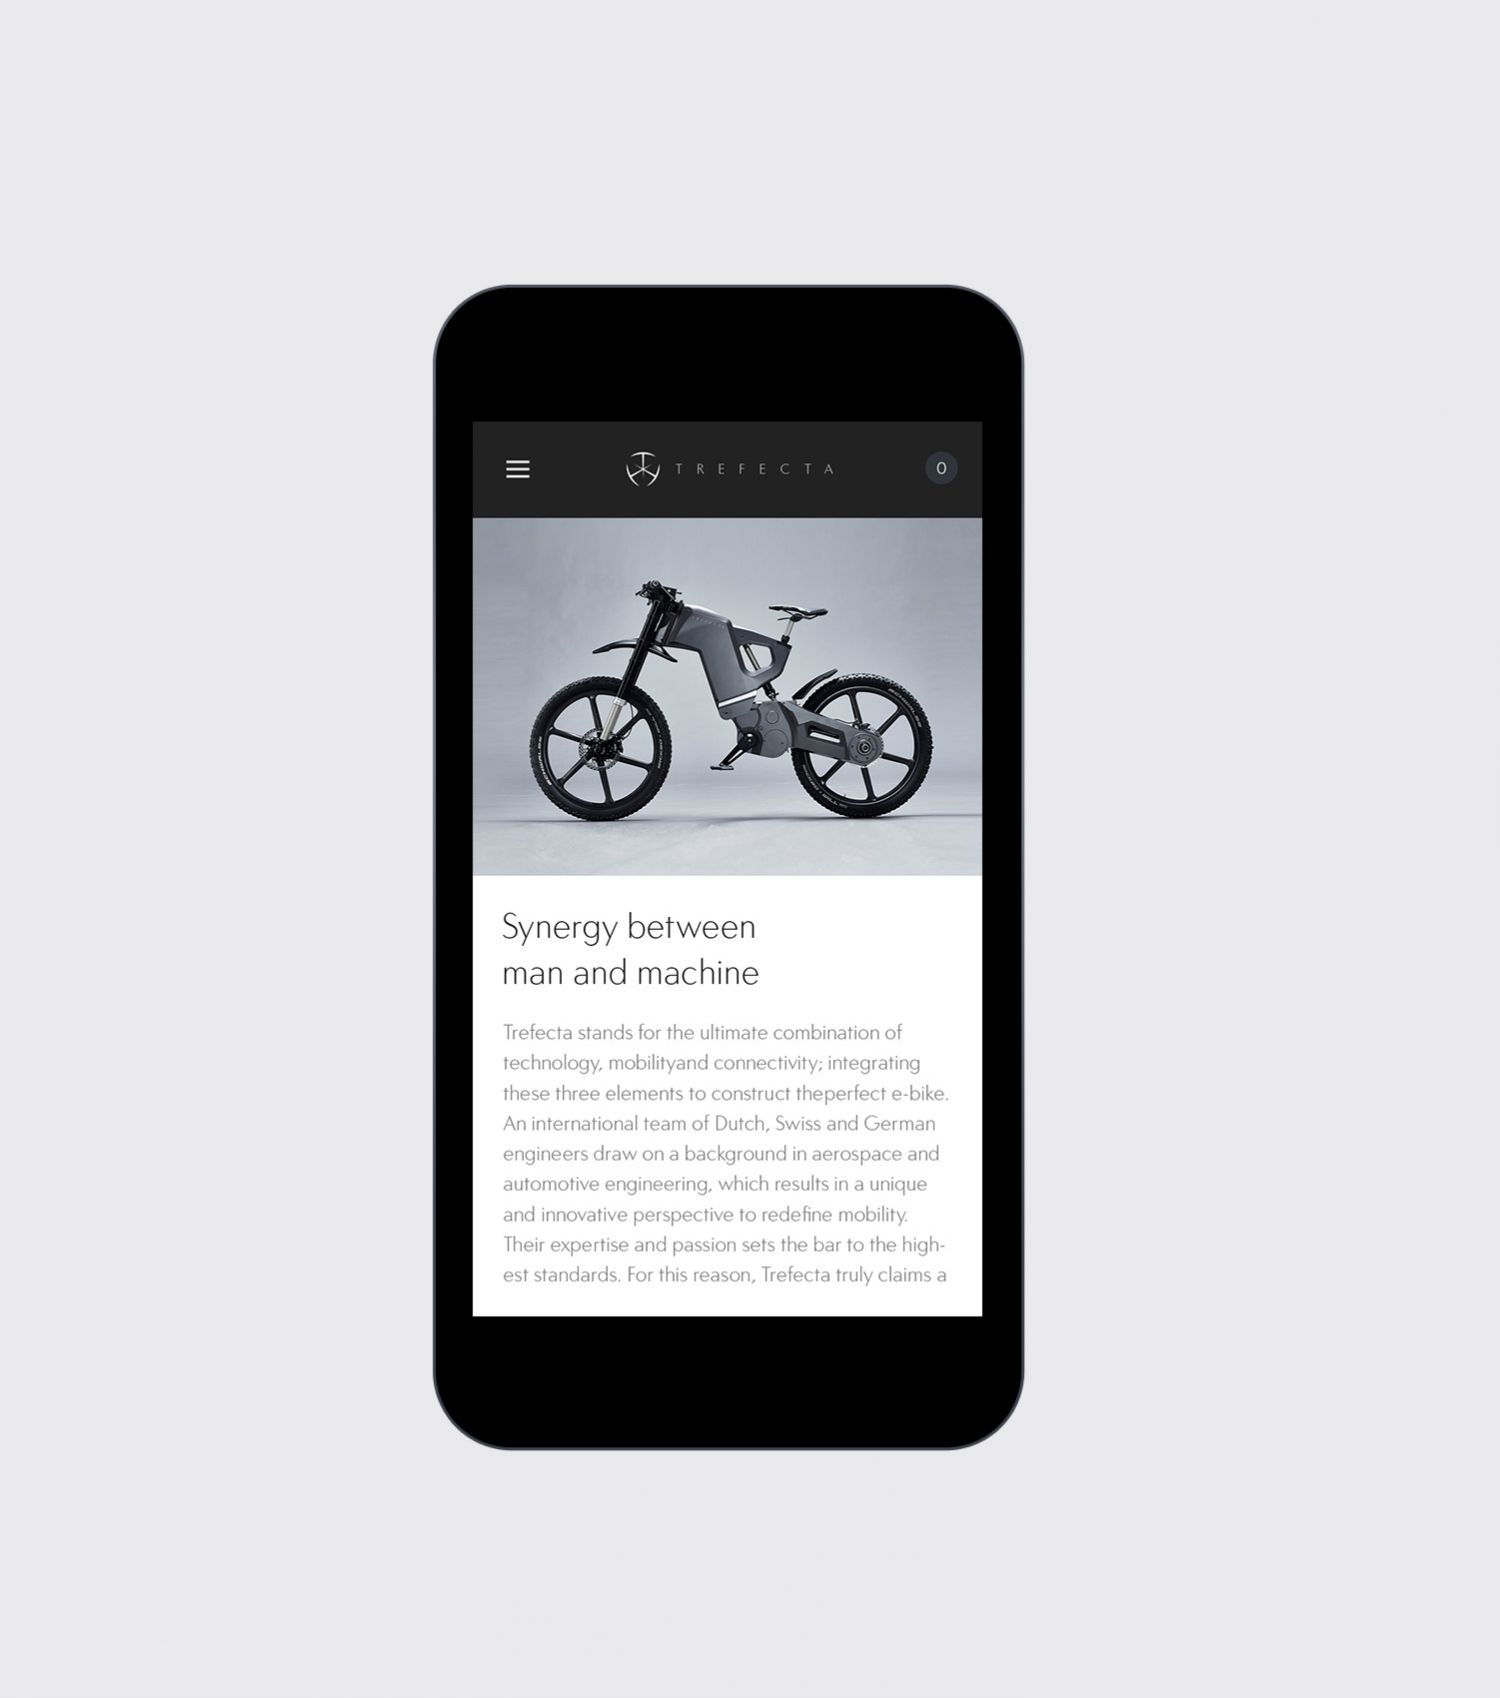 TREFECTA
0
Synergy between
man and machine
Trefecta stands for the ultimate combination of
technology, mobilityand connectivity; integrating
these three elements to construct theperfect e-bike.
An international team of Dutch, Swiss and German
engineers draw on a background in aerospace and
automotive engineering, which results in a unique
and innovative perspective to redefine mobility.
Their expertise and passion sets the bar to the high-
est standards. For this reason, Trefecta truly claims a